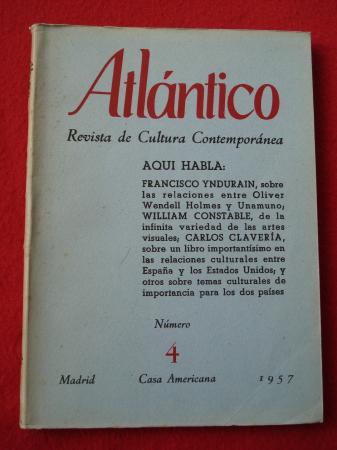 Atlántico
Revista de Cultura Contemporánea
AQUI HABLA:
FRANCISCO YNDURAIN, sobre
las relaciones entre Oliver
Wendell Holmes y Unamuno;
WILLIAM CONSTABLE, de la
infinita variedad de las artes
visuales; CARLOS CLAVERÍA,
sobre un libro importantísimo en
las relaciones culturales entre
España y los Estados Unidos; y
otros sobre temas culturales de
importancia para los dos países
Número
4
Madrid Casa Americana 1957